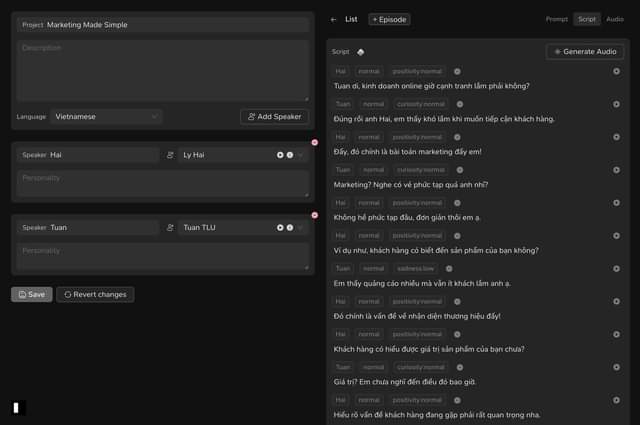 Project Marketing Made Simple
Description
Language Vietnamese
Add Speaker
Speaker Hai Ly Hai
Personality
Speaker Tuan Tuan TLU
Personality
Save Revert changes
List + Episode Prompt Script Audio
Script Generate Audio
Hai normal positivity:normal
Tuan ơi, kinh doanh online giờ cạnh tranh lắm phải không?
Tuan normal curiosity:normal
Đúng rồi anh Hai, em thấy khó lắm khi muốn tiếp cận khách hàng.
Hai normal positivity:normal
Đấy, đó chính là bài toán marketing đấy em!
Tuan normal curiosity:normal
Marketing? Nghe có vẻ phức tạp quá anh nhỉ?
Hai normal positivity:normal
Không hề phức tạp đâu, đơn giản thôi em ạ.
Hai normal positivity:normal
Ví dụ như, khách hàng có biết đến sản phẩm của bạn không?
Tuan normal sadness:low
Em thấy quảng cáo nhiều mà vẫn ít khách lắm anh ạ.
Hai normal positivity:normal
Đó chính là vấn đề về nhận diện thương hiệu đấy!
Hai normal positivity:normal
Khách hàng có hiểu được giá trị sản phẩm của bạn chưa?
Tuan normal curiosity:normal
Giá trị? Em chưa nghĩ đến điều đó bao giờ.
Hai normal positivity:normal
Hiểu rõ vấn đề khách hàng đang gặp phải rất quan trọng nha.